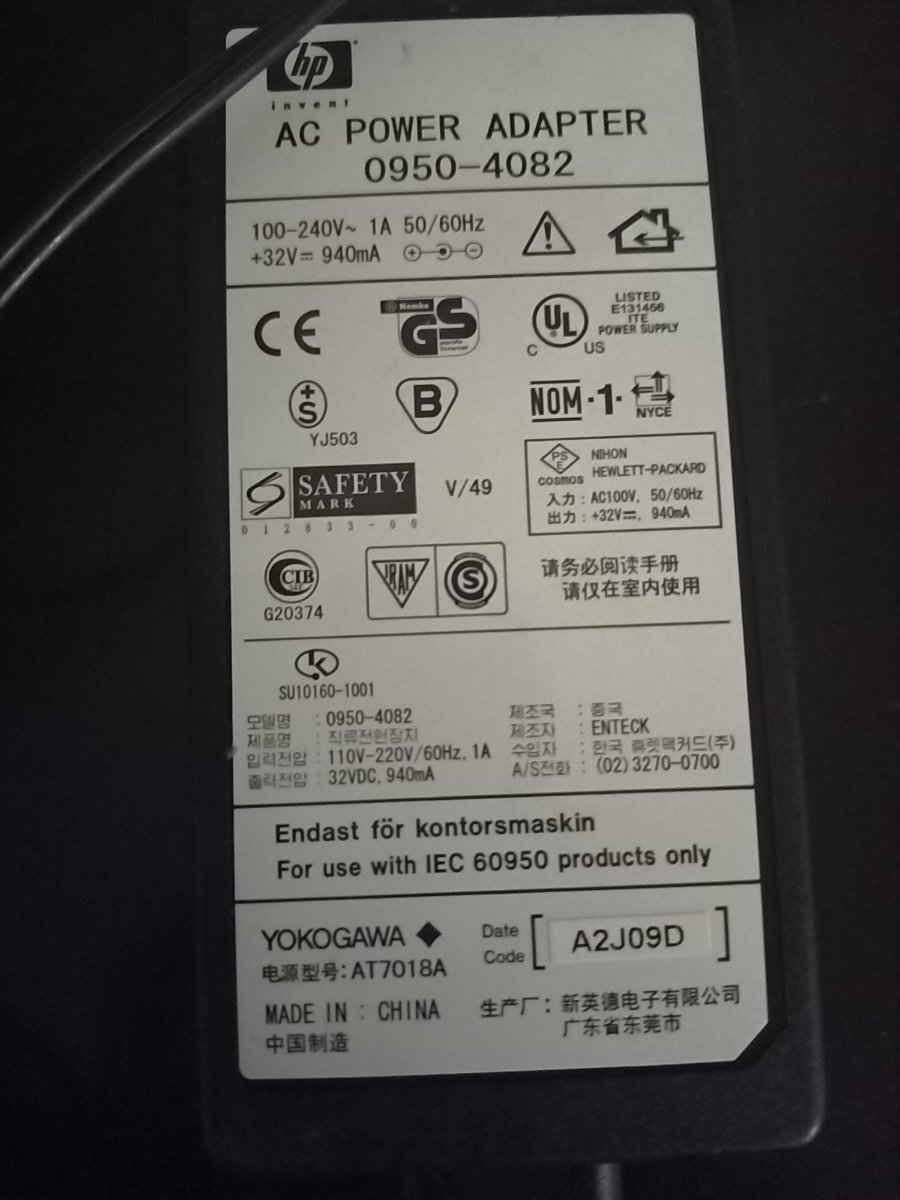 hp
invent
AC POWER ADAPTER
0950-4082
100-240V~ 1A 50/60Hz
+32V⎓ 940mA
Nemko
GS
geprüfte
Sicherheit
C UL US
LISTED
E131456
ITE
POWER SUPPLY
+S
YJ503
B
NOM·1·
NYCE
SAFETY
MARK
012833-00
V/49
PS
E
COSMOS
NIHON
HEWLETT-PACKARD
入力 : AC100V, 50/60Hz
出力 : +32V⎓, 940mA
CIB
G20374
IRAM
S
请务必阅读手册
请仅在室内使用
K
SU10160-1001
모델명 : 0950-4082
제품명 : 직류전원장치
입력전압 : 110V-220V/60Hz, 1A
출력전압 : 32VDC, 940mA
제조국 : 중국
제조자 : ENTECK
수입자 : 한국 휴렛팩커드(주)
A/S전화 : (02)3270-0700
Endast för kontorsmaskin
For use with IEC 60950 products only
YOKOGAWA ◆
电源型号: AT7018A
Date
Code
[A2J09D]
MADE IN : CHINA
中国制造
生产厂: 新英德电子有限公司
广东省东莞市